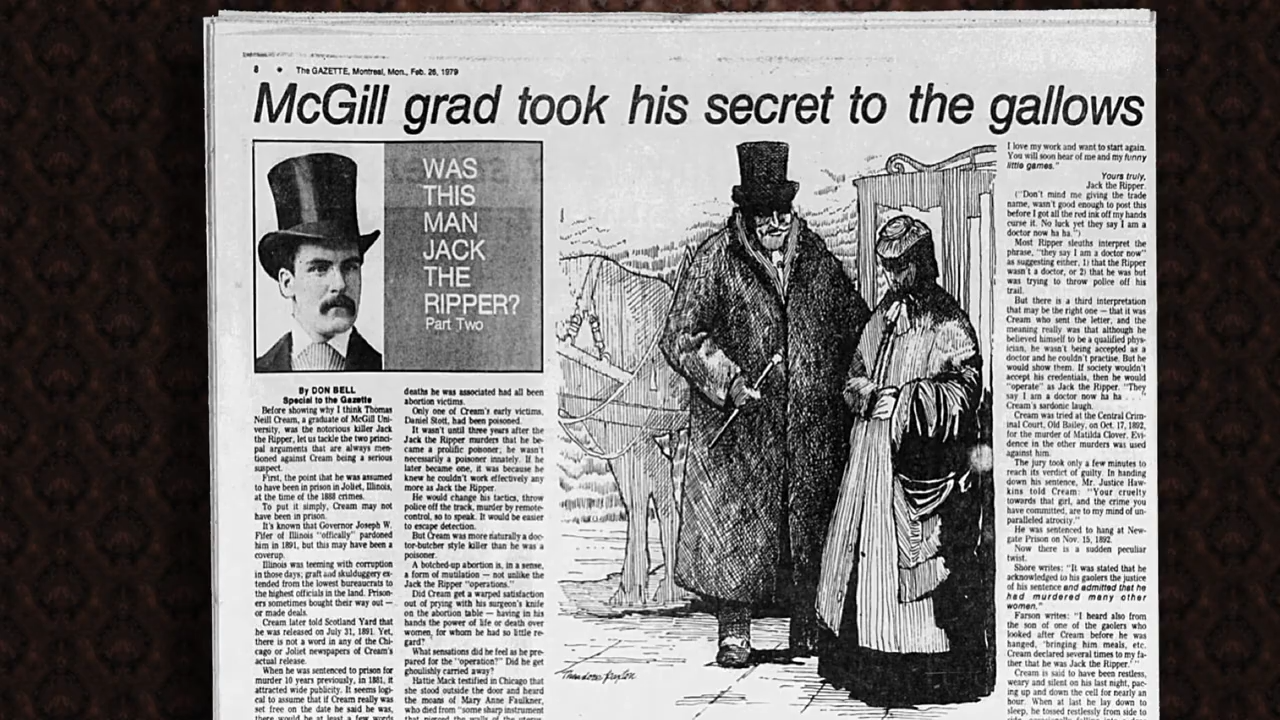 8 • The GAZETTE, Montreal, Mon., Feb. 26, 1979
McGill grad took his secret to the gallows
WAS
THIS
MAN
JACK
THE
RIPPER?
Part Two
By DON BELL
Special to the Gazette
Before showing why I think Thomas
Neill Cream, a graduate of McGill Uni-
versity, was the notorious killer Jack
the Ripper, let us tackle the two princi-
pal arguments that are always men-
tioned against Cream being a serious
suspect.
First, the point that he was assumed
to have been in prison in Joliet, Illinois,
at the time of the 1888 crimes.
To put it simply, Cream may not
have been in prison.
It's known that Governor Joseph W.
Fifer of Illinois "offically" pardoned
him in 1891, but this may have been a
coverup.
Illinois was teeming with corruption
in those days; graft and skulduggery ex-
tended from the lowest bureaucrats to
the highest officials in the land. Prison-
ers sometimes bought their way out —
or made deals.
Cream later told Scotland Yard that
he was released on July 31, 1891. Yet,
there is not a word in any of the Chi-
cago or Joliet newspapers of Cream's
actual release.
When he was sentenced to prison for
murder 10 years previously, in 1881, it
attracted wide publicity. It seems logi-
cal to assume that if Cream really was
set free on the date he said he was,
there would be at least a few words
deaths he was associated had all been
abortion victims.
Only one of Cream's early victims,
Daniel Stott, had been poisoned.
It wasn't until three years after the
Jack the Ripper murders that he be-
came a prolific poisoner; he wasn't
necessarily a poisoner innately. If he
later became one, it was because he
knew he couldn't work effectively any
more as Jack the Ripper.
He would change his tactics, throw
police off the track, murder by remote-
control, so to speak. It would be easier
to escape detection.
But Cream was more naturally a doc-
tor-butcher style killer than he was a
poisoner.
A botched-up abortion is, in a sense,
a form of mutilation — not unlike the
Jack the Ripper "operations."
Did Cream get a warped satisfaction
out of prying with his surgeon's knife
on the abortion table — having in his
hands the power of life or death over
women, for whom he had so little re-
gard?
What sensations did he feel as he pre-
pared for the "operation?" Did he get
ghoulishly carried away?
Hattie Mack testified in Chicago that
she stood outside the door and heard
the moans of Mary Anne Faulkner,
who died from "some sharp instrument
that pierced the walls of the uterus
I love my work and want to start again.
You will soon hear of me and my funny
little games."
Yours truly,
Jack the Ripper.
("Don't mind me giving the trade
name, wasn't good enough to post this
before I got all the red ink off my hands
curse it. No luck yet they say I am a
doctor now ha ha.")
Most Ripper sleuths interpret the
phrase, "they say I am a doctor now"
as suggesting either, 1) that the Ripper
wasn't a doctor, or 2) that he was but
was trying to throw police off his
trail.
But there is a third interpretation
that may be the right one — that it was
Cream who sent the letter, and the
meaning really was that although he
believed himself to be a qualified phys-
ician, he wasn't being accepted as a
doctor and he couldn't practise. But he
would show them. If society wouldn't
accept his credentials, then he would
"operate" as Jack the Ripper. "They
say I am a doctor now ha ha . . ."
Cream's sardonic laugh.
Cream was tried at the Central Crim-
inal Court, Old Bailey, on Oct. 17, 1892,
for the murder of Matilda Clover. Evi-
dence in the other murders was used
against him.
The jury took only a few minutes to
reach its verdict of guilty. In handing
down his sentence, Mr. Justice Haw-
kins told Cream: "Your cruelty
towards that girl, and the crime you
have committed, are to my mind of un-
paralleled atrocity."
He was sentenced to hang at New-
gate Prison on Nov. 15, 1892.
Now there is a sudden peculiar
twist.
Shore writes: "It was stated that he
acknowledged to his gaolers the justice
of his sentence and admitted that he
had murdered many other
women."
Farson writes: "I heard also from
the son of one of the gaolers who
looked after Cream before he was
hanged, 'bringing him meals, etc.
Cream declared several times to my fa-
ther that he was Jack the Ripper.' "
Cream is said to have been restless,
weary and silent on his last night, pac-
ing up and down the cell for nearly an
hour. When at last he lay down to
sleep, he tossed restlessly from side to